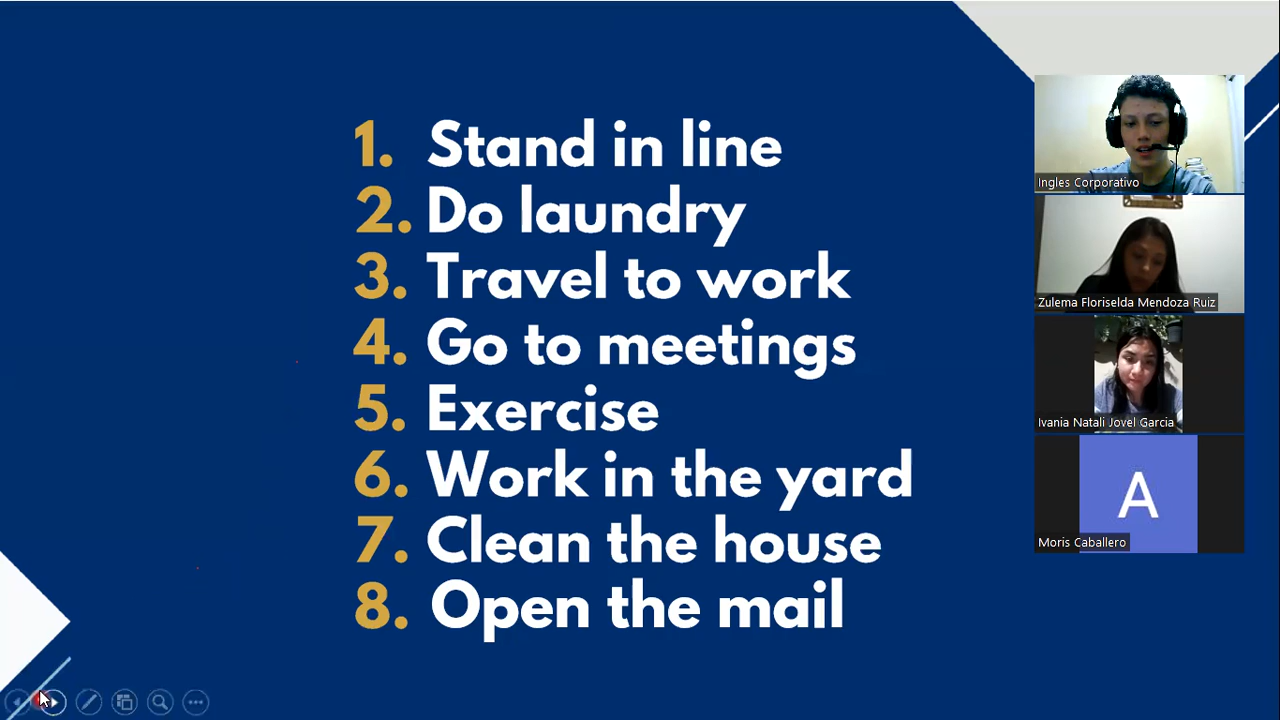 1. Stand in line
2. Do laundry
3. Travel to work
4. Go to meetings
5. Exercise
6. Work in the yard
7. Clean the house
8. Open the mail
Ingles Corporativo
Zulema Floriselda Mendoza Ruiz
Ivania Natali Jovel Garcia
A
Moris Caballero